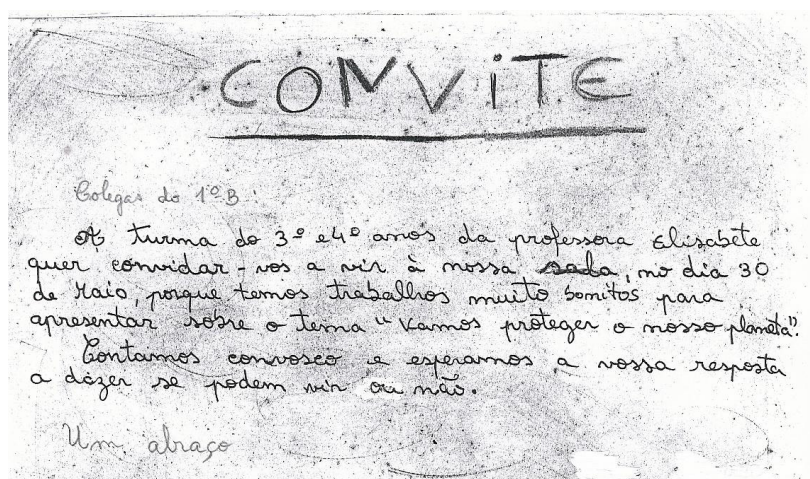 CONViTE
Colegas do 1º B:
A turma do 3º e 4º anos da professora Elisabete
quer convidar-vos a vir à nossa sada, no dia 30
de Maio, porque temos trabalhos muito bonitos para
apresentar sobre o tema "Vamos proteger o nosso planeta".
Contamos convosco e esperamos a vossa resposta
a dizer se podem vir ou não.
Um abraço